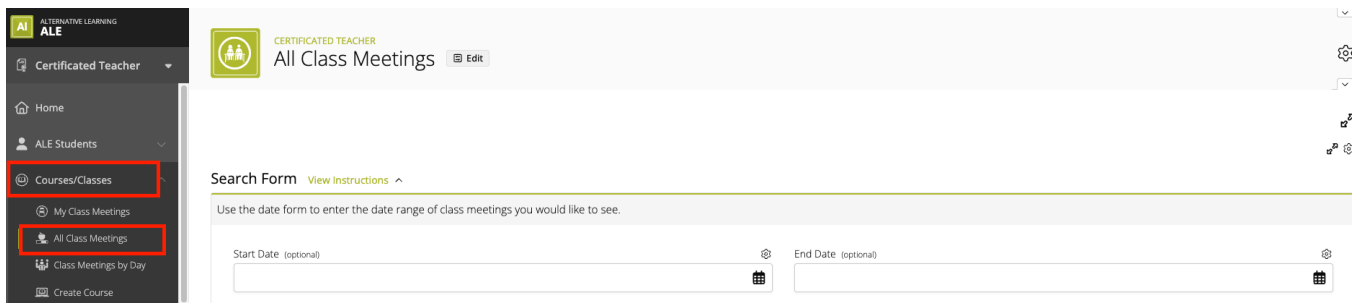 AI
ALTERNATIVE LEARNING
ALE
Certificated Teacher
Home
ALE Students
Courses/Classes
My Class Meetings
All Class Meetings
Class Meetings by Day
Create Course
CERTIFICATED TEACHER
All Class Meetings Edit
Search Form View Instructions
Use the date form to enter the date range of class meetings you would like to see.
Start Date (optional)
End Date (optional)